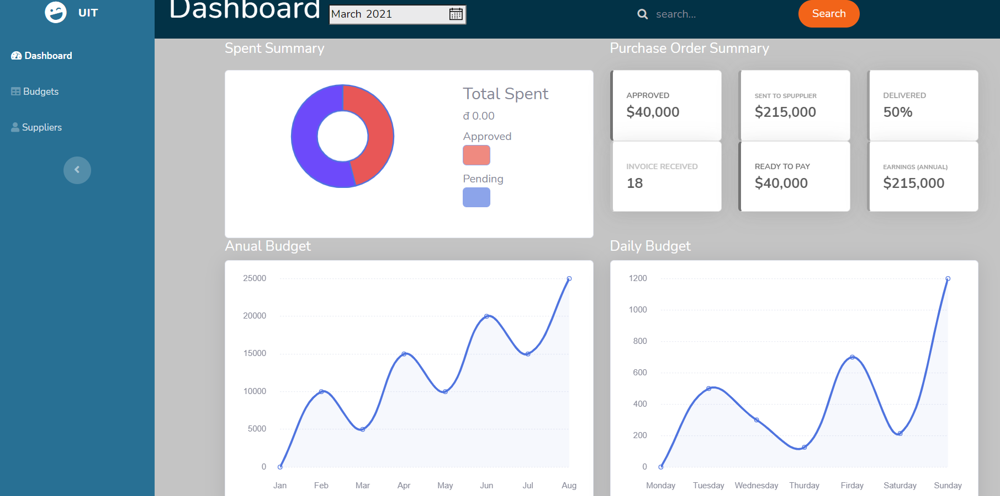 UIT
Dashboard
Budgets
Suppliers
Dashboard
March 2021
search...
Search
Spent Summary
Total Spent
đ 0.00
Approved
Pending
Purchase Order Summary
APPROVED
$40,000
SENT TO SPUPPLIER
$215,000
DELIVERED
50%
INVOICE RECEIVED
18
READY TO PAY
$40,000
EARNINGS (ANNUAL)
$215,000
Anual Budget
25000
20000
15000
10000
5000
0
Jan Feb Mar Apr May Jun Jul Aug
Daily Budget
1200
1000
800
600
400
200
0
Monday Tuesday Wednesday Thurday Firday Saturday Sunday